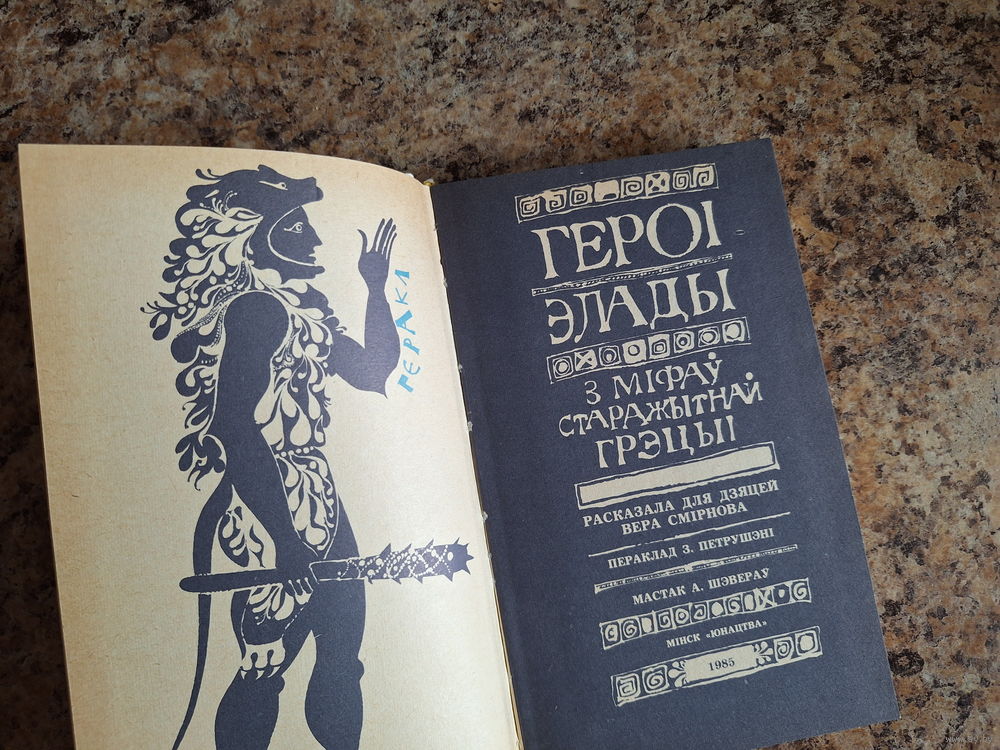 ГЕРАКЛ
ГЕРОІ
ЭЛАДЫ
З МІФАЎ
СТАРАЖЫТНАЙ
ГРЭЦЫІ
РАСКАЗАЛА ДЛЯ ДЗЯЦЕЙ
ВЕРА СМІРНОВА
ПЕРАКЛАД З. ПЕТРУШЭНІ
МАСТАК А. ШЭВЕРАЎ
МІНСК «ЮНАЦТВА»
1985